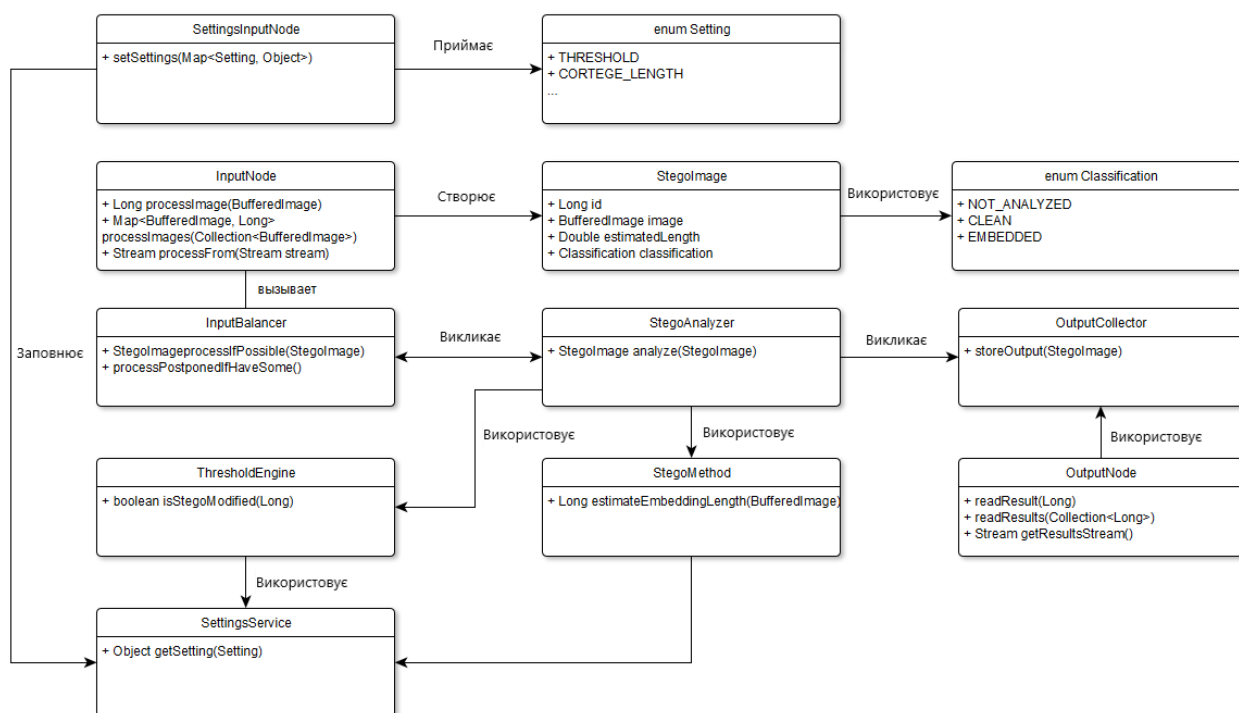 SettingsInputNode
+ setSettings(Map<Setting, Object>)
Приймає
enum Setting
+ THRESHOLD
+ CORTEGE_LENGTH
...
InputNode
+ Long processImage(BufferedImage)
+ Map<BufferedImage, Long>
processImages(Collection<BufferedImage>)
+ Stream processFrom(Stream stream)
Створює
StegoImage
+ Long id
+ BufferedImage image
+ Double estimatedLength
+ Classification classification
Використовує
enum Classification
+ NOT_ANALYZED
+ CLEAN
+ EMBEDDED
вызывает
Заповнює
InputBalancer
+ StegoImageprocessIfPossible(StegoImage)
+ processPostponedIfHaveSome()
Викликає
StegoAnalyzer
+ StegoImage analyze(StegoImage)
Викликає
OutputCollector
+ storeOutput(StegoImage)
Використовує
Використовує
Використовує
ThresholdEngine
+ boolean isStegoModified(Long)
StegoMethod
+ Long estimateEmbeddingLength(BufferedImage)
OutputNode
+ readResult(Long)
+ readResults(Collection<Long>)
+ Stream getResultsStream()
Використовує
SettingsService
+ Object getSetting(Setting)